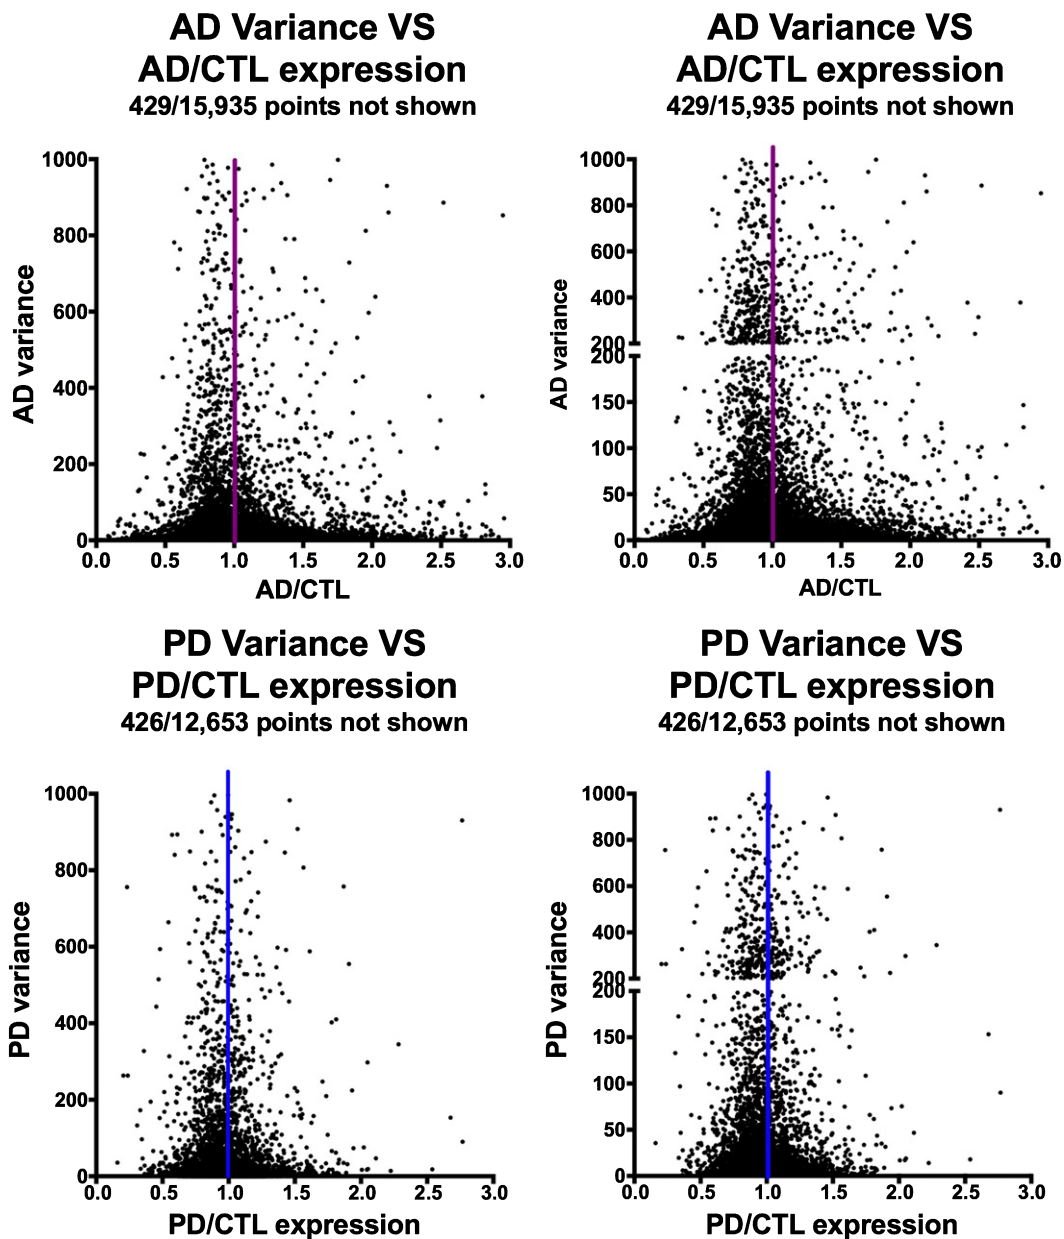 AD Variance VS
AD/CTL expression
429/15,935 points not shown
1000
800
600
400
200
0
AD variance
0.0 0.5 1.0 1.5 2.0 2.5 3.0
AD/CTL
AD Variance VS
AD/CTL expression
429/15,935 points not shown
1000
800
600
400
200
200
150
100
50
0
AD variance
0.0 0.5 1.0 1.5 2.0 2.5 3.0
AD/CTL
PD Variance VS
PD/CTL expression
426/12,653 points not shown
1000
800
600
400
200
0
PD variance
0.0 0.5 1.0 1.5 2.0 2.5 3.0
PD/CTL expression
PD Variance VS
PD/CTL expression
426/12,653 points not shown
1000
800
600
400
200
200
150
100
50
0
PD variance
0.0 0.5 1.0 1.5 2.0 2.5 3.0
PD/CTL expression